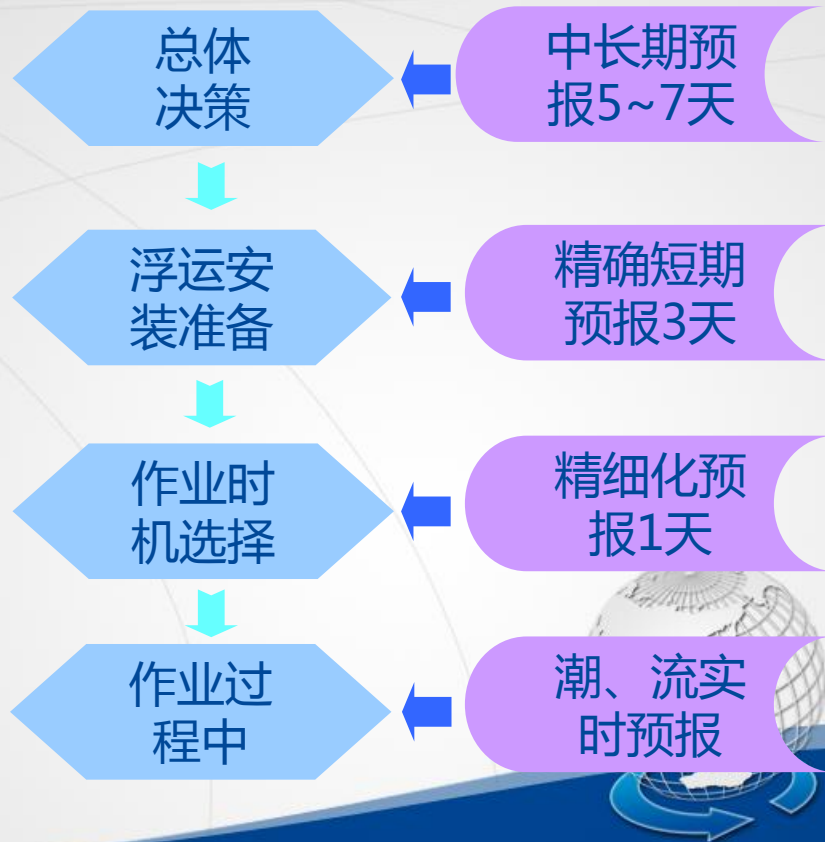 总体
决策
中长期预
报5~7天
浮运安
装准备
精确短期
预报3天
作业时
机选择
精细化预
报1天
作业过
程中
潮、流实
时预报